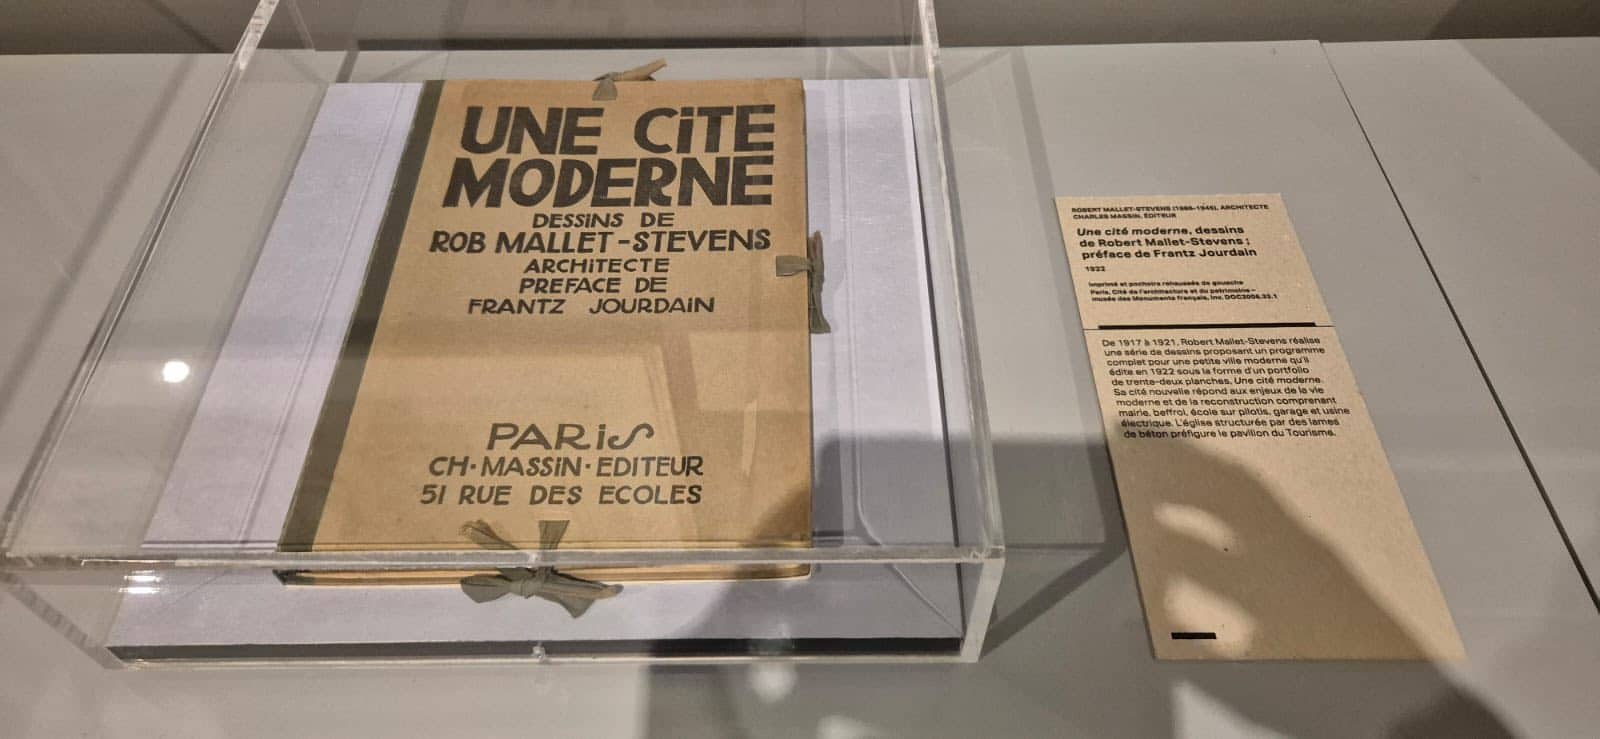 UNE CiTE
MODERNE
DESSiNS DE
ROB MALLET-STEVENS
ARCHiTECTE
PREFACE DE
FRANTZ JOURDAIN
PARiS
CH·MASSiN·EDITEUR
51 RUE DES ECOLES
ROBERT MALLET-STEVENS (1886-1945), ARCHITECTE
CHARLES MASSIN, ÉDITEUR
Une cité moderne, dessins
de Robert Mallet-Stevens ;
préface de Frantz Jourdain
1922
Imprimé et pochoirs réhaussés de gouache
Paris, Cité de l'architecture et du patrimoine –
musée des Monuments français, inv. DOC2006.33.1
De 1917 à 1921, Robert Mallet-Stevens réalise
une série de dessins proposant un programme
complet pour une petite ville moderne qu'il
édite en 1922 sous la forme d'un portfolio
de trente-deux planches, Une cité moderne.
Sa cité nouvelle répond aux enjeux de la vie
moderne et de la reconstruction comprenant
mairie, beffroi, école sur pilotis, garage et usine
électrique. L'église structurée par des lames
de béton préfigure le pavillon du Tourisme.